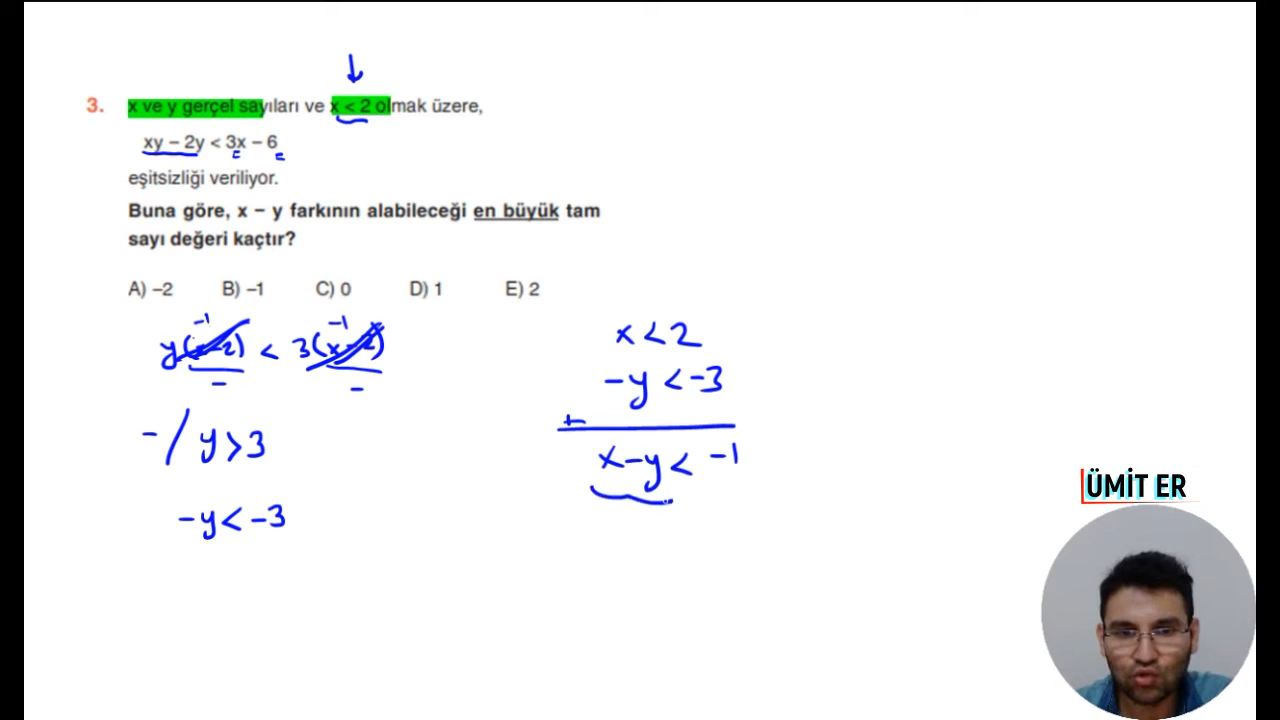 3. x ve y gerçel sayıları ve x < 2 olmak üzere,
xy – 2y < 3x – 6
eşitsizliği veriliyor.
Buna göre, x – y farkının alabileceği en büyük tam
sayı değeri kaçtır?
A) –2 B) –1 C) 0 D) 1 E) 2
y(x-2) < 3(x-2)
-1 -1
- -
-/ y>3
-y< -3
x<2
-y < -3
+
x-y< -1
ÜMİT ER